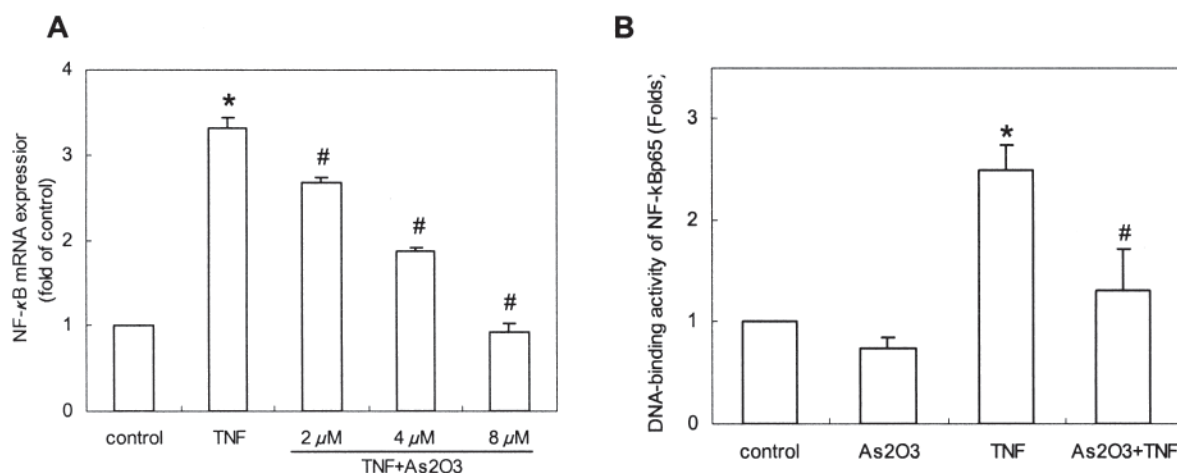 A
NF-κB mRNA expressior
(fold of control)
4
3
2
1
0
*
#
#
#
control TNF 2 µM 4 µM 8 µM
TNF+As2O3
B
DNA-binding activity of NF-kBp65 (Folds)
3
2
1
0
*
#
control As2O3 TNF As2O3+TNF